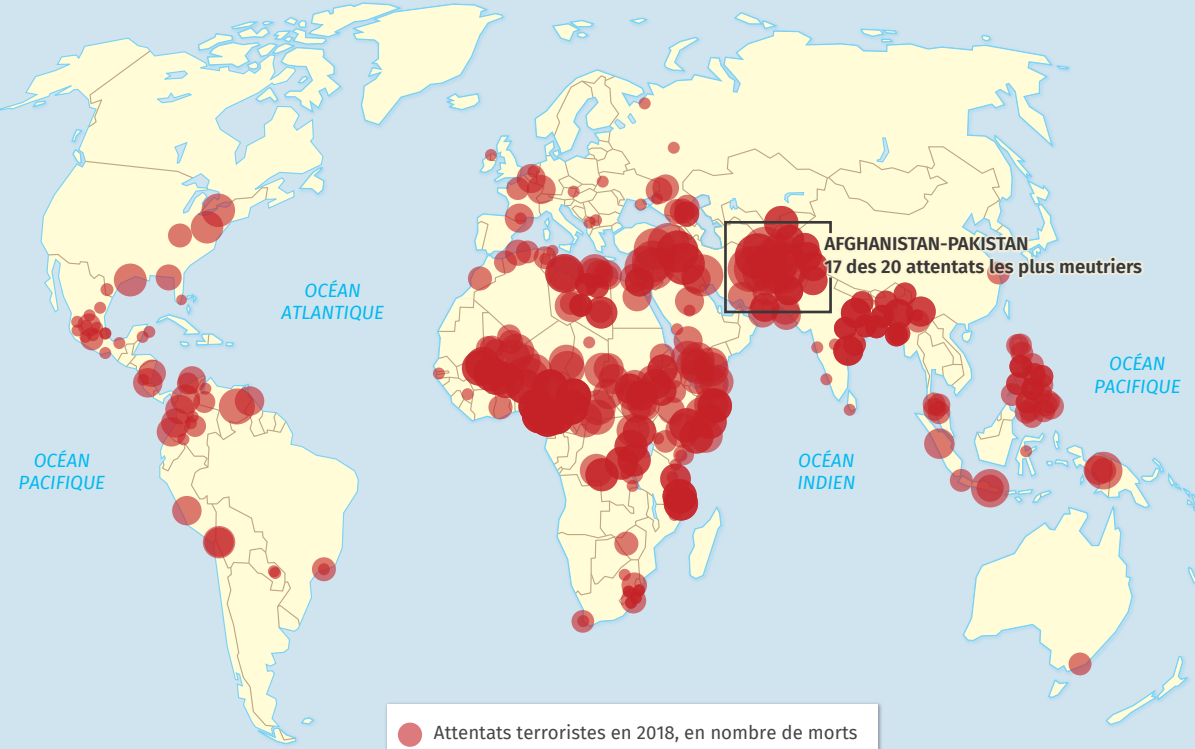 AFGHANISTAN-PAKISTAN
17 des 20 attentats les plus meutriers
OCÉAN
ATLANTIQUE
OCÉAN
PACIFIQUE
OCÉAN
PACIFIQUE
OCÉAN
INDIEN
Attentats terroristes en 2018, en nombre de morts